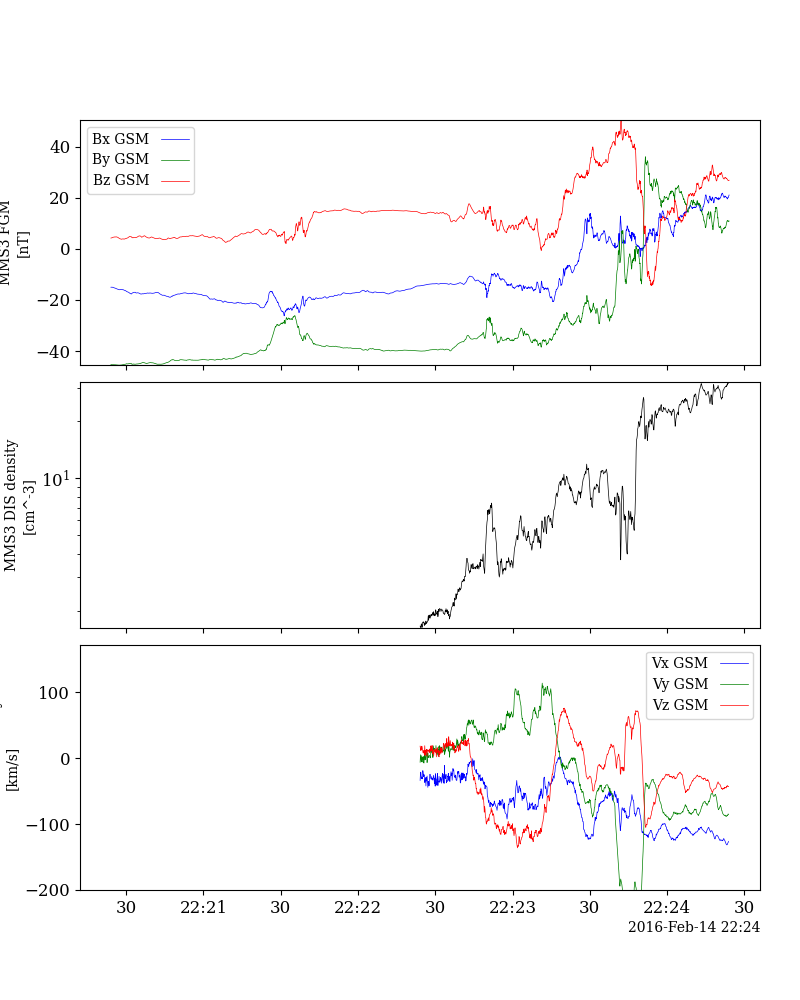 Bx GSM
By GSM
Bz GSM
40
20
0
−20
−40
MMS3 FGM
[nT]
10^1
MMS3 DIS density
[cm^-3]
Vx GSM
Vy GSM
Vz GSM
100
0
−100
−200
[km/s]
30 22:21 30 22:22 30 22:23 30 22:24 30
2016-Feb-14 22:24